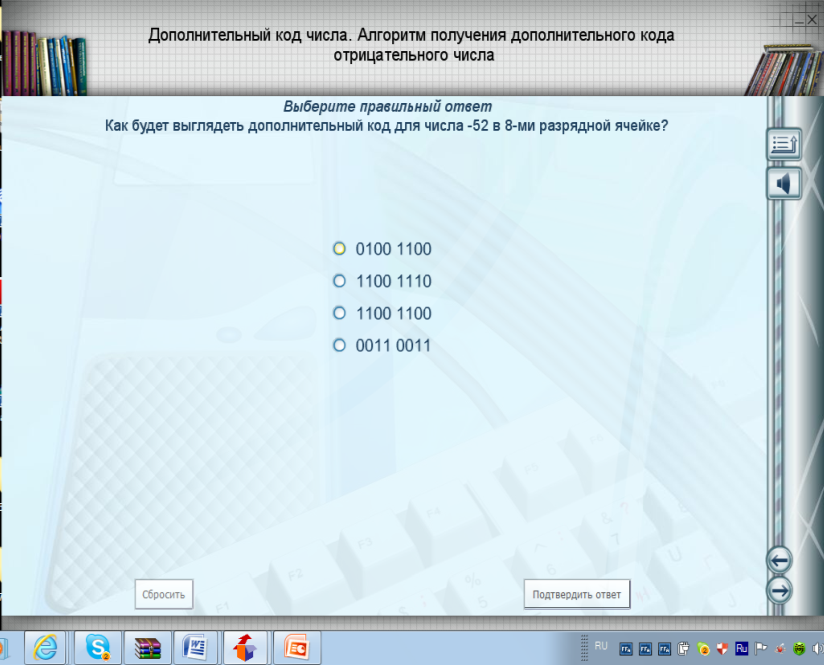 Дополнительный код числа. Алгоритм получения дополнительного кода
отрицательного числа
Выберите правильный ответ
Как будет выглядеть дополнительный код для числа -52 в 8-ми разрядной ячейке?
0100 1100
1100 1110
1100 1100
0011 0011
Сбросить
Подтвердить ответ
RU
Ru